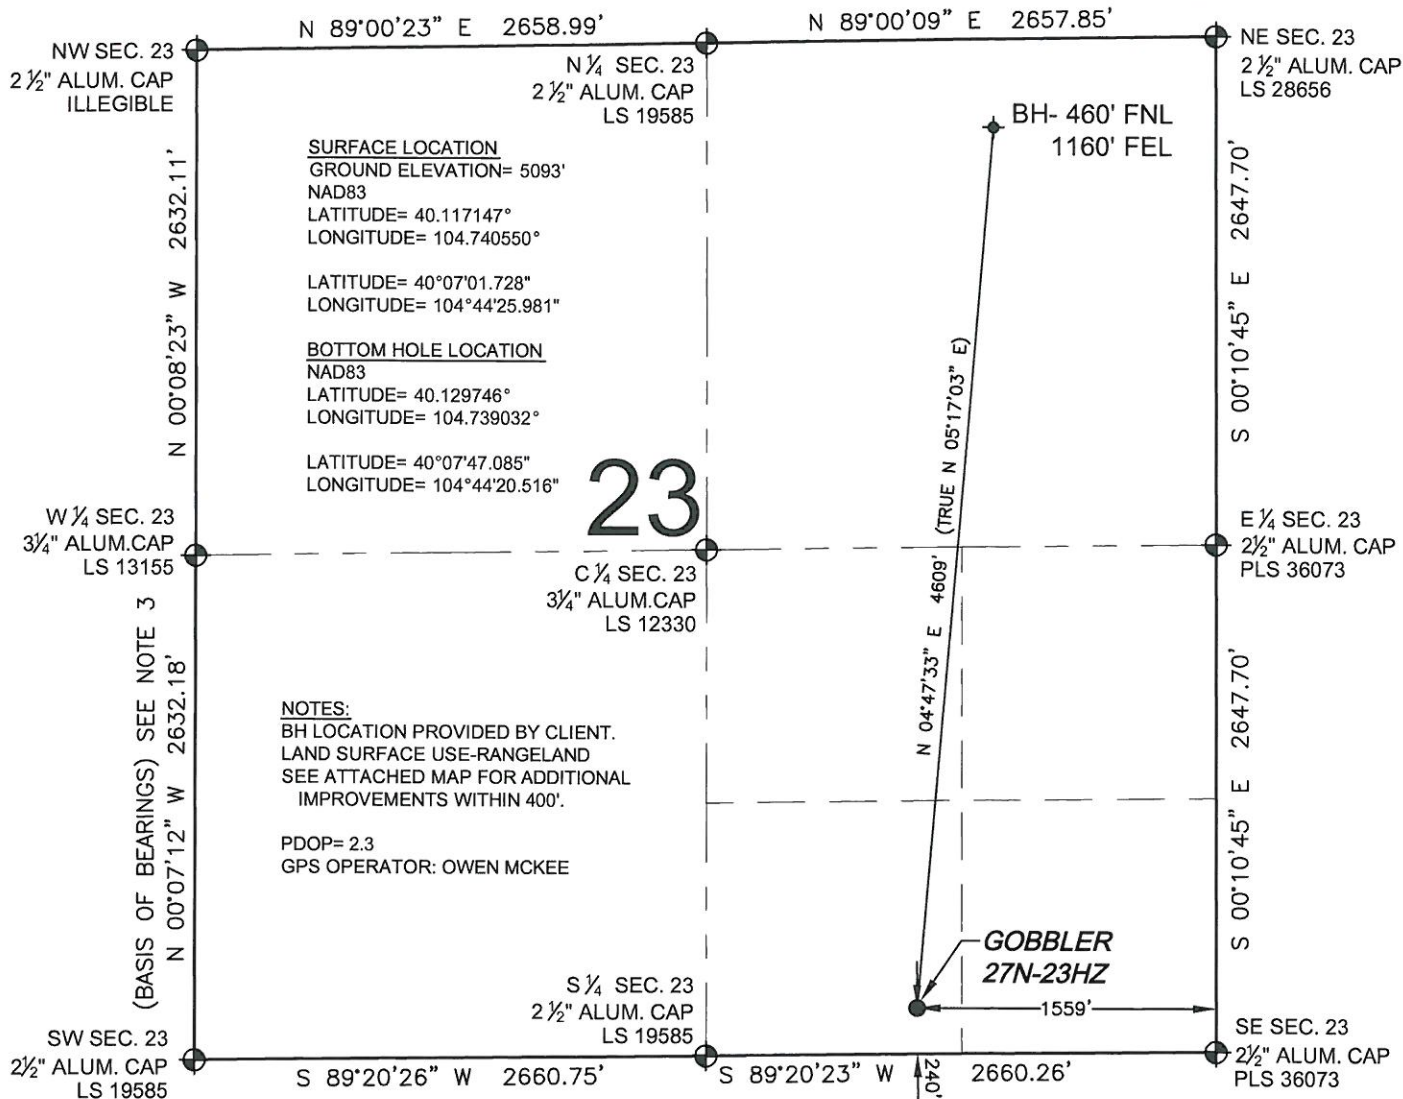 N 89°00'23" E 2658.99'
N 89°00'09" E 2657.85'
NW SEC. 23
2 ½" ALUM. CAP
ILLEGIBLE
N ¼ SEC. 23
2 ½" ALUM. CAP
LS 19585
NE SEC. 23
2 ½" ALUM. CAP
LS 28656
BH- 460' FNL
1160' FEL
SURFACE LOCATION
GROUND ELEVATION= 5093'
NAD83
LATITUDE= 40.117147°
LONGITUDE= 104.740550°
LATITUDE= 40°07'01.728"
LONGITUDE= 104°44'25.981"
BOTTOM HOLE LOCATION
NAD83
LATITUDE= 40.129746°
LONGITUDE= 104.739032°
LATITUDE= 40°07'47.085"
LONGITUDE= 104°44'20.516"
N 00°08'23" W 2632.11'
S 00°10'45" E 2647.70'
23
N 04°47'33" E 4609' (TRUE N 05°17'03" E)
W ¼ SEC. 23
3¼" ALUM.CAP
LS 13155
C ¼ SEC. 23
3¼" ALUM.CAP
LS 12330
E ¼ SEC. 23
2½" ALUM. CAP
PLS 36073
(BASIS OF BEARINGS) SEE NOTE 3
N 00°07'12" W 2632.18'
S 00°10'45" E 2647.70'
NOTES:
BH LOCATION PROVIDED BY CLIENT.
LAND SURFACE USE-RANGELAND
SEE ATTACHED MAP FOR ADDITIONAL
IMPROVEMENTS WITHIN 400'.
PDOP= 2.3
GPS OPERATOR: OWEN MCKEE
GOBBLER
27N-23HZ
1559'
S ¼ SEC. 23
2 ½" ALUM. CAP
LS 19585
SW SEC. 23
2½" ALUM. CAP
LS 19585
SE SEC. 23
2½" ALUM. CAP
PLS 36073
S 89°20'26" W 2660.75'
S 89°20'23" W 2660.26'
240'